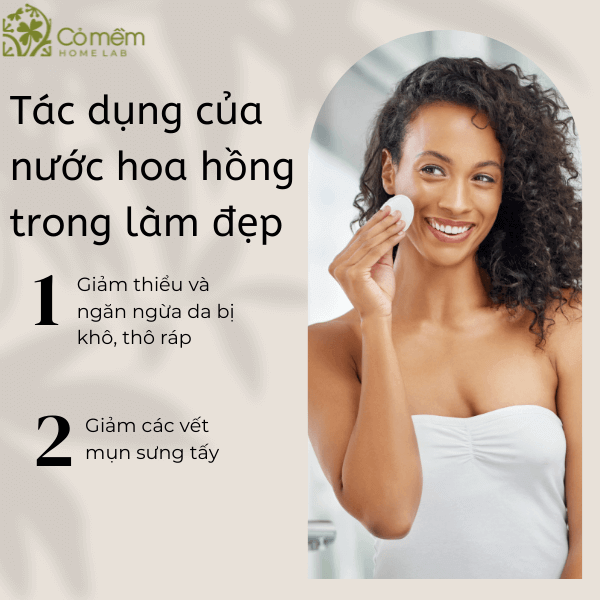 Cỏ mềm
HOME LAB
Tác dụng của
nước hoa hồng
trong làm đẹp
1
Giảm thiểu và
ngăn ngừa da bị
khô, thô ráp
2
Giảm các vết
mụn sưng tấy